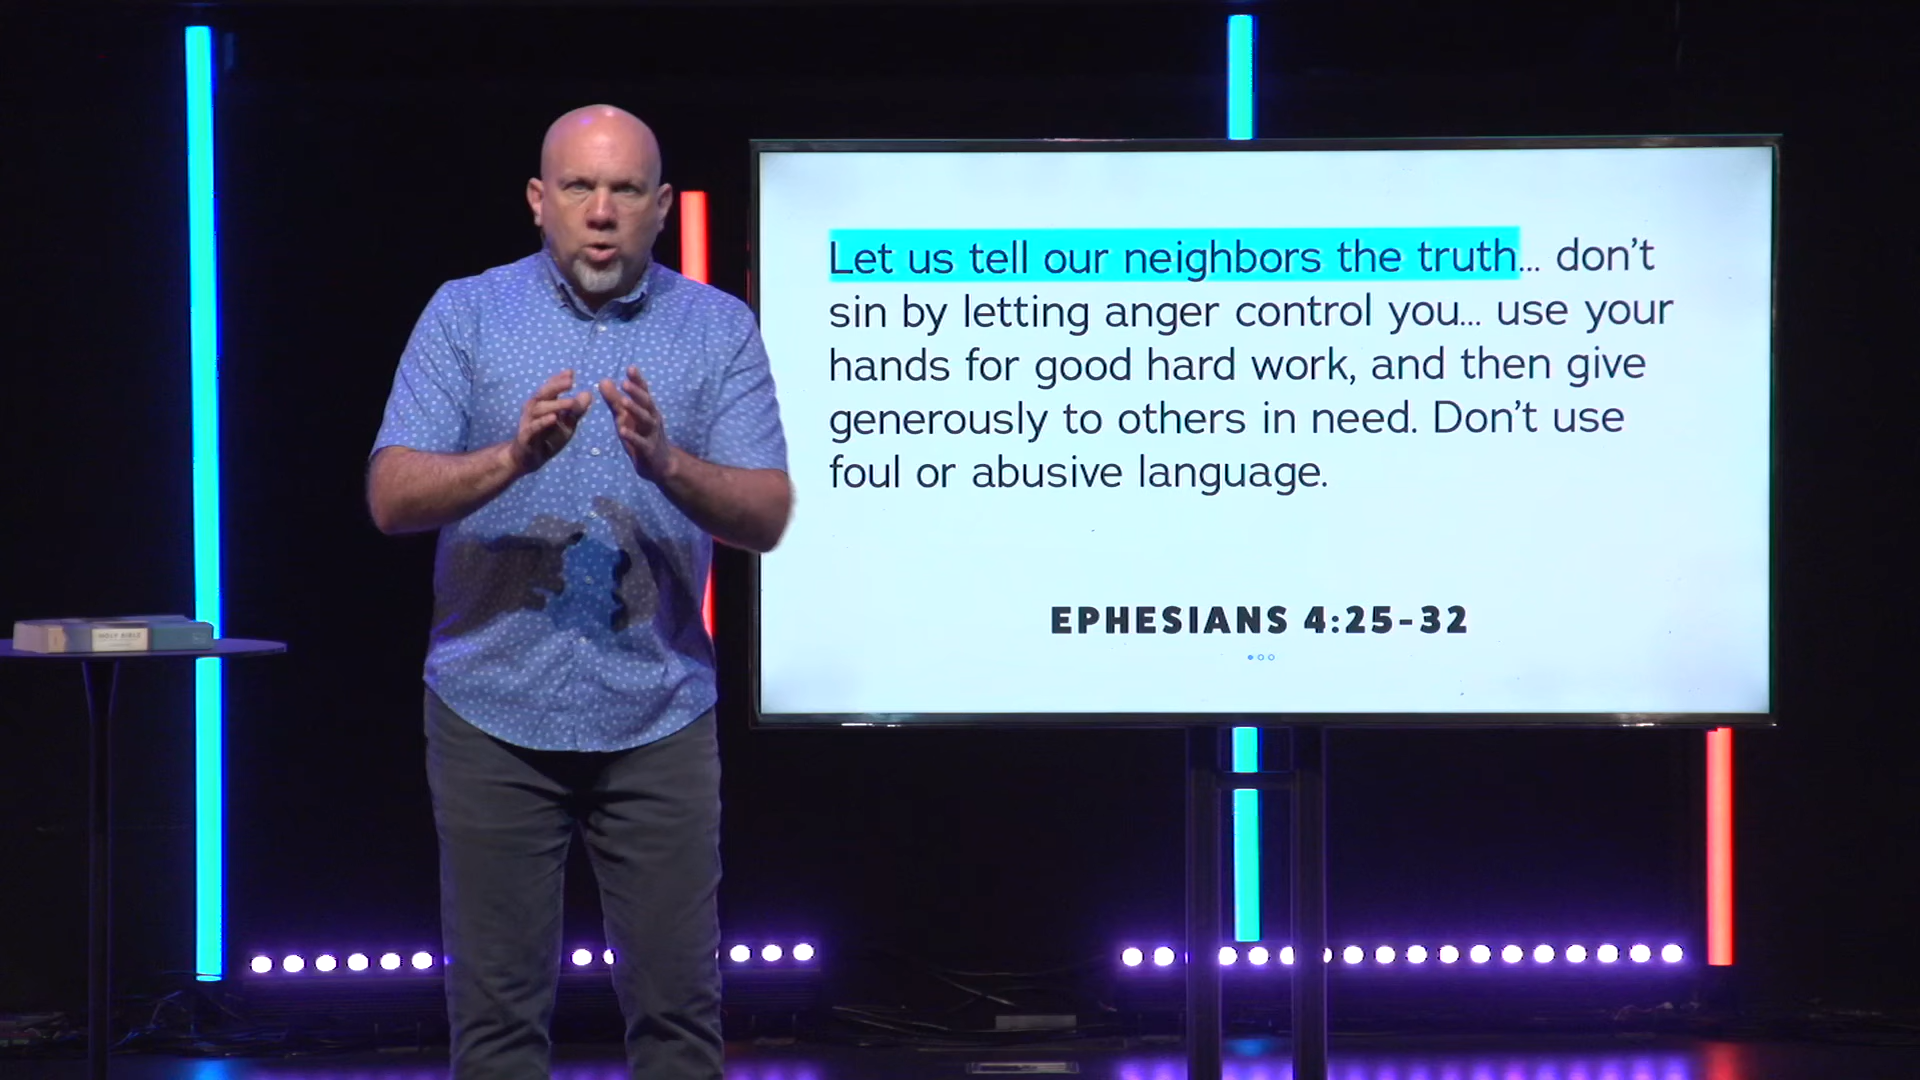 Let us tell our neighbors the truth... don't
sin by letting anger control you... use your
hands for good hard work, and then give
generously to others in need. Don't use
foul or abusive language.
EPHESIANS 4:25-32
HOLY BIBLE